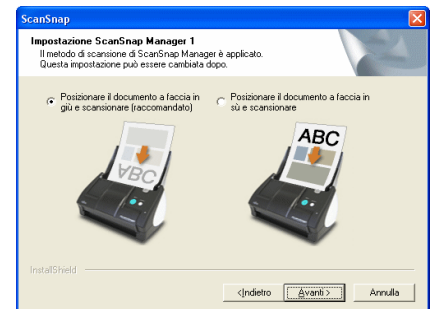 ScanSnap
Impostazione ScanSnap Manager 1
Il metodo di scansione di ScanSnap Manager è applicato.
Questa impostazione può essere cambiata
dopo.
Posizionare il documento a faccia in
giù e scansionare (raccomandato)
Posizionare il documento a faccia in
sù e scansionare
ABC
ABC
InstallShield
<Indietro
Avanti >
Annulla